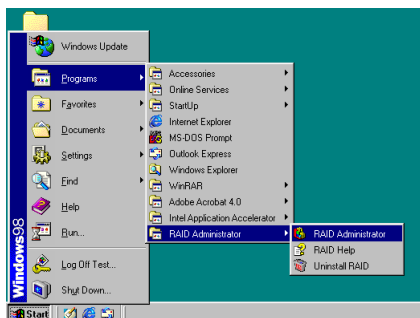 Windows Update
Programs
Favorites
Documents
Settings
Find
Help
Run...
Log Off Test...
Shut Down...
Windows98
Start
Accessories
Online Services
StartUp
Internet Explorer
MS-DOS Prompt
Outlook Express
Windows Explorer
WinRAR
Adobe Acrobat 4.0
Intel Application Accelerator
RAID Administrator
RAID Administrator
RAID Help
Uninstall RAID